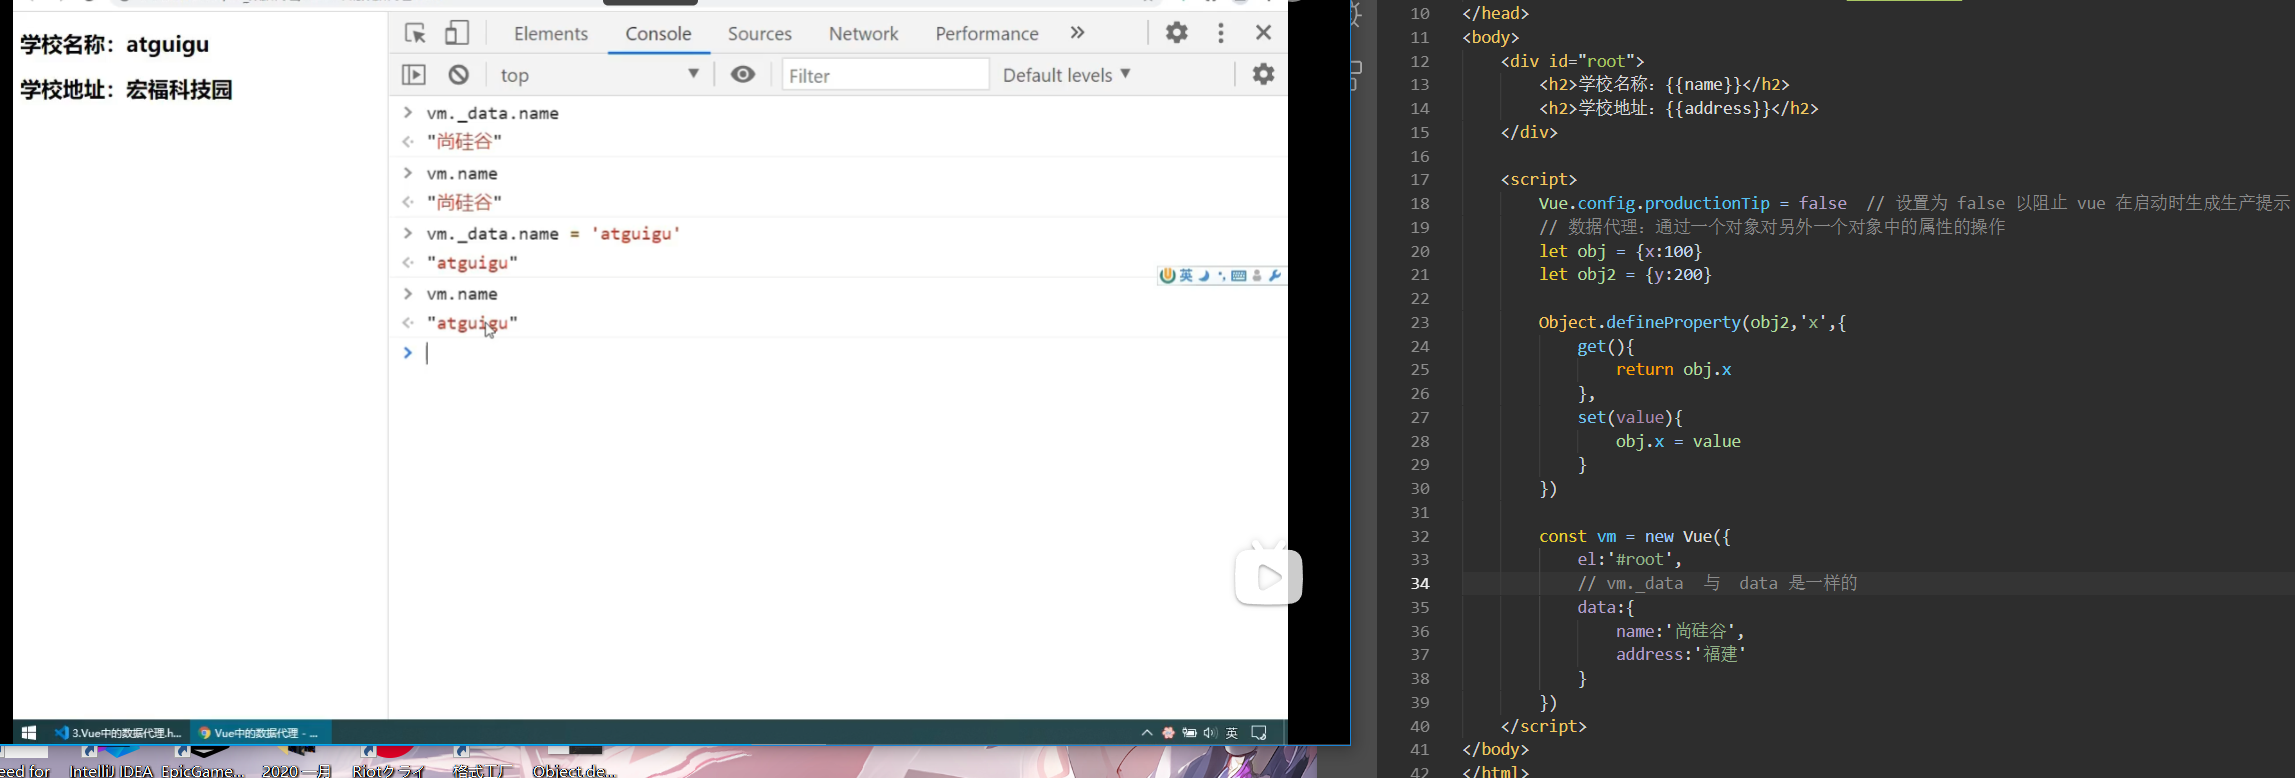 学校名称：atguigu
学校地址：宏福科技园
Elements Console Sources Network Performance
top Filter Default levels
vm._data.name
"尚硅谷"
vm.name
"尚硅谷"
vm._data.name = 'atguigu'
"atguigu"
vm.name
"atguigu"
英
3.Vue中的数据代理.h...
Vue中的数据代理 - ...
英
eed for
IntelliJ IDEA
EpicGame...
2020一月
Riotクライ
格式工厂
Object.de...
10 </head>
11 <body>
12 <div id="root">
13 <h2>学校名称：{{name}}</h2>
14 <h2>学校地址：{{address}}</h2>
15 </div>
16
17 <script>
18 Vue.config.productionTip = false // 设置为 false 以阻止 vue 在启动时生成生产提示
19 // 数据代理：通过一个对象对另外一个对象中的属性的操作
20 let obj = {x:100}
21 let obj2 = {y:200}
22
23 Object.defineProperty(obj2,'x',{
24 get(){
25 return obj.x
26 },
27 set(value){
28 obj.x = value
29 }
30 })
31
32 const vm = new Vue({
33 el:'#root',
34 // vm._data 与 data 是一样的
35 data:{
36 name:'尚硅谷',
37 address:'福建'
38 }
39 })
40 </script>
41 </body>
42 </html>